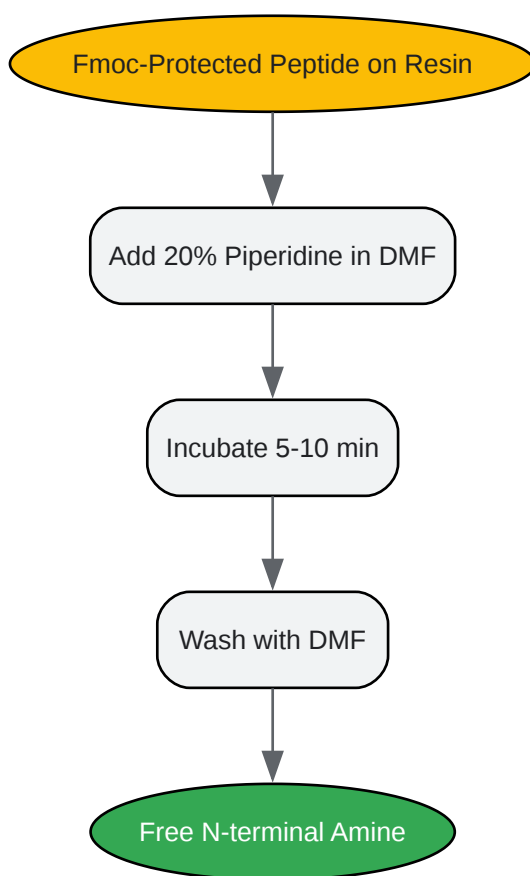 Fmoc-Protected Peptide on Resin
Add 20% Piperidine in DMF
Incubate 5-10 min
Wash with DMF
Free N-terminal Amine